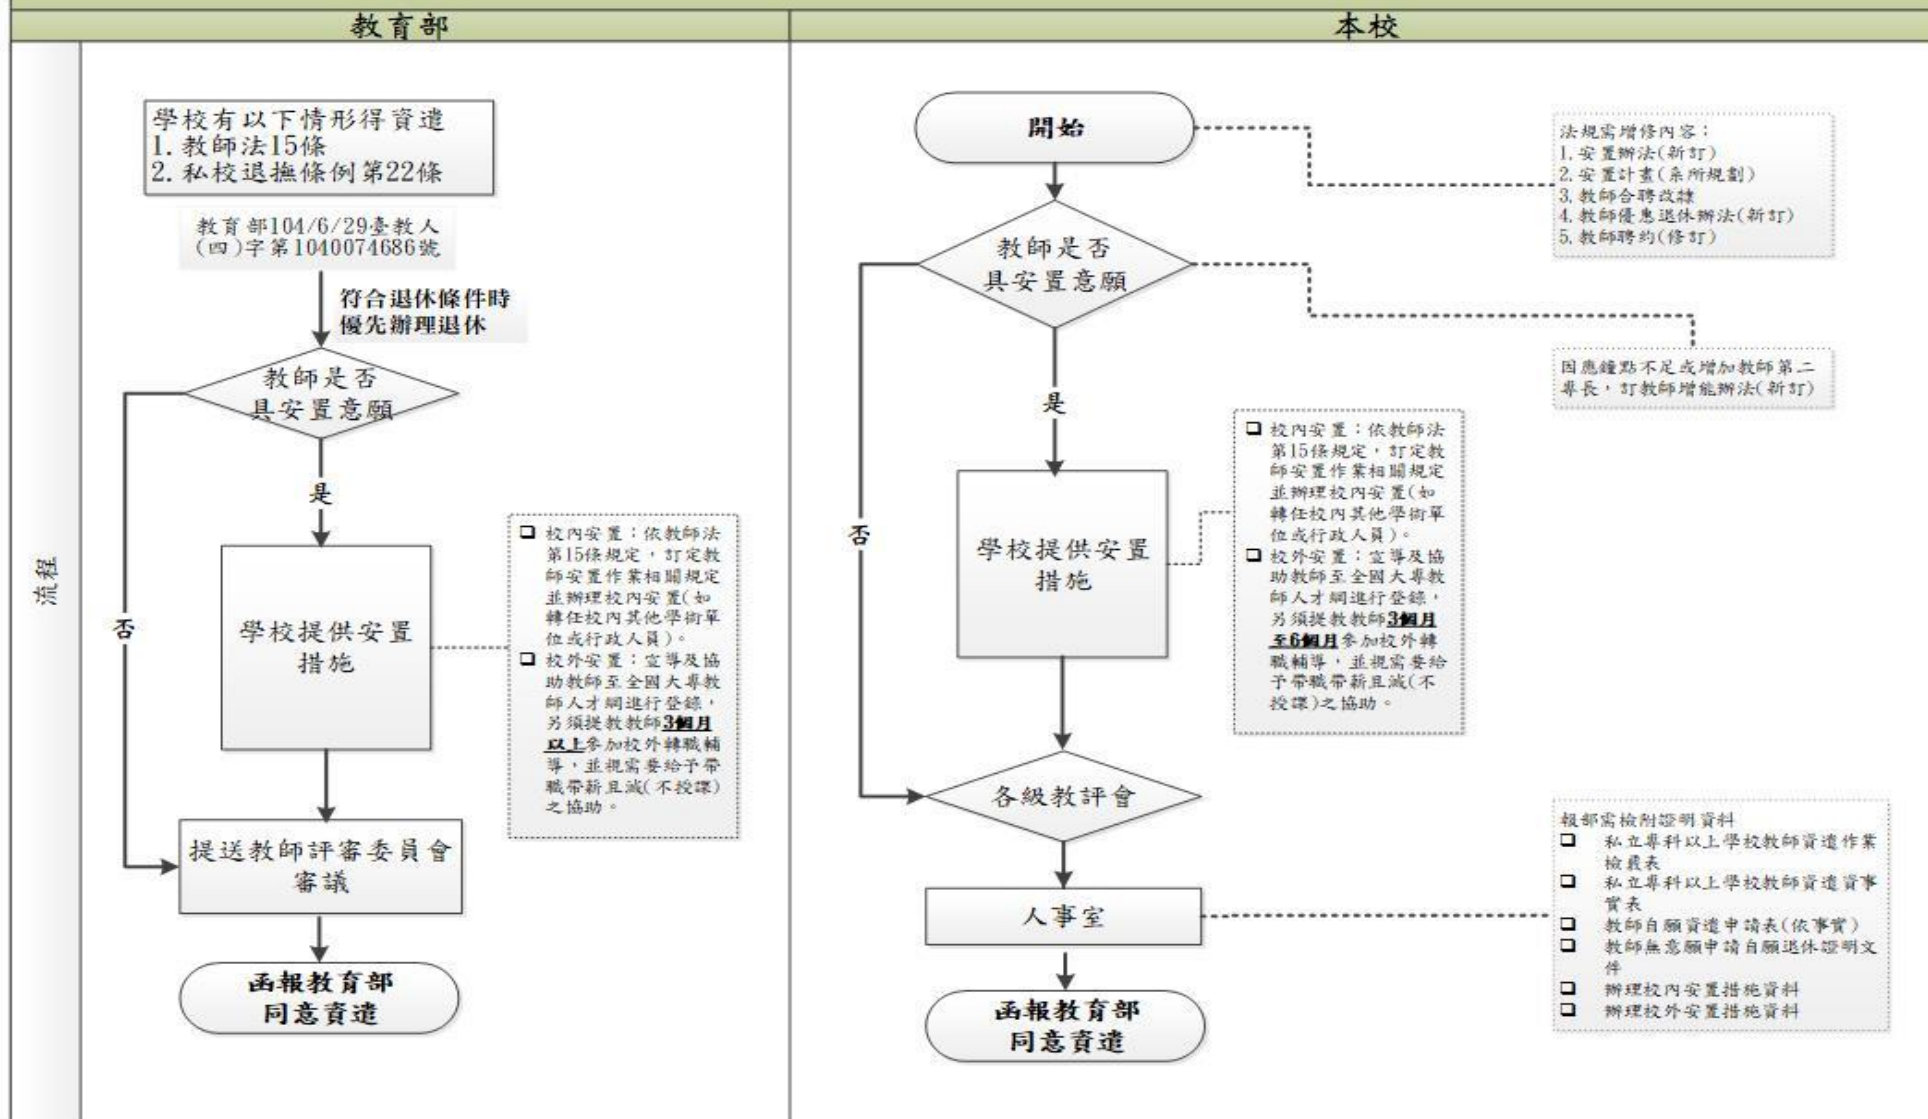 教育部
本校
流程
學校有以下情形得資遣
1. 教師法15條
2. 私校退撫條例第22條
教育部104/6/29臺教人
(四)字第1040074686號
符合退休條件時
優先辦理退休
教師是否
具安置意願
是
否
學校提供安置
措施
❑ 校內安置：依教師法
第15條規定，訂定教
師安置作業相關規定
並辦理校內安置(如
轉任校內其他學術單
位或行政人員)。
❑ 校外安置：宣導及協
助教師至全國大專教
師人才網進行登錄，
另須提教教師3個月
以上參加校外轉職輔
導，並視需要給予帶
職帶薪且減(不授課)
之協助。
提送教師評審委員會
審議
函報教育部
同意資遣
開始
法規需增修內容：
1. 安置辦法(新訂)
2. 安置計畫(系所規劃)
3. 教師合聘改隸
4. 教師優惠退休辦法(新訂)
5. 教師聘約(修訂)
教師是否
具安置意願
因應鐘點不足或增加教師第二
專長，訂教師增能辦法(新訂)
是
否
學校提供安置
措施
❑ 校內安置：依教師法
第15條規定，訂定教
師安置作業相關規定
並辦理校內安置(如
轉任校內其他學術單
位或行政人員)。
❑ 校外安置：宣導及協
助教師至全國大專教
師人才網進行登錄，
另須提教教師3個月
至6個月參加校外轉
職輔導，並視需要給
予帶職帶薪且減(不
授課)之協助。
各級教評會
人事室
報部需檢附證明資料
❑ 私立專科以上學校教師資遣作業
檢覈表
❑ 私立專科以上學校教師資遣資事
實表
❑ 教師自願資遣申請表(依事實)
❑ 教師無意願申請自願退休證明文
件
❑ 辦理校內安置措施資料
❑ 辦理校外安置措施資料
函報教育部
同意資遣